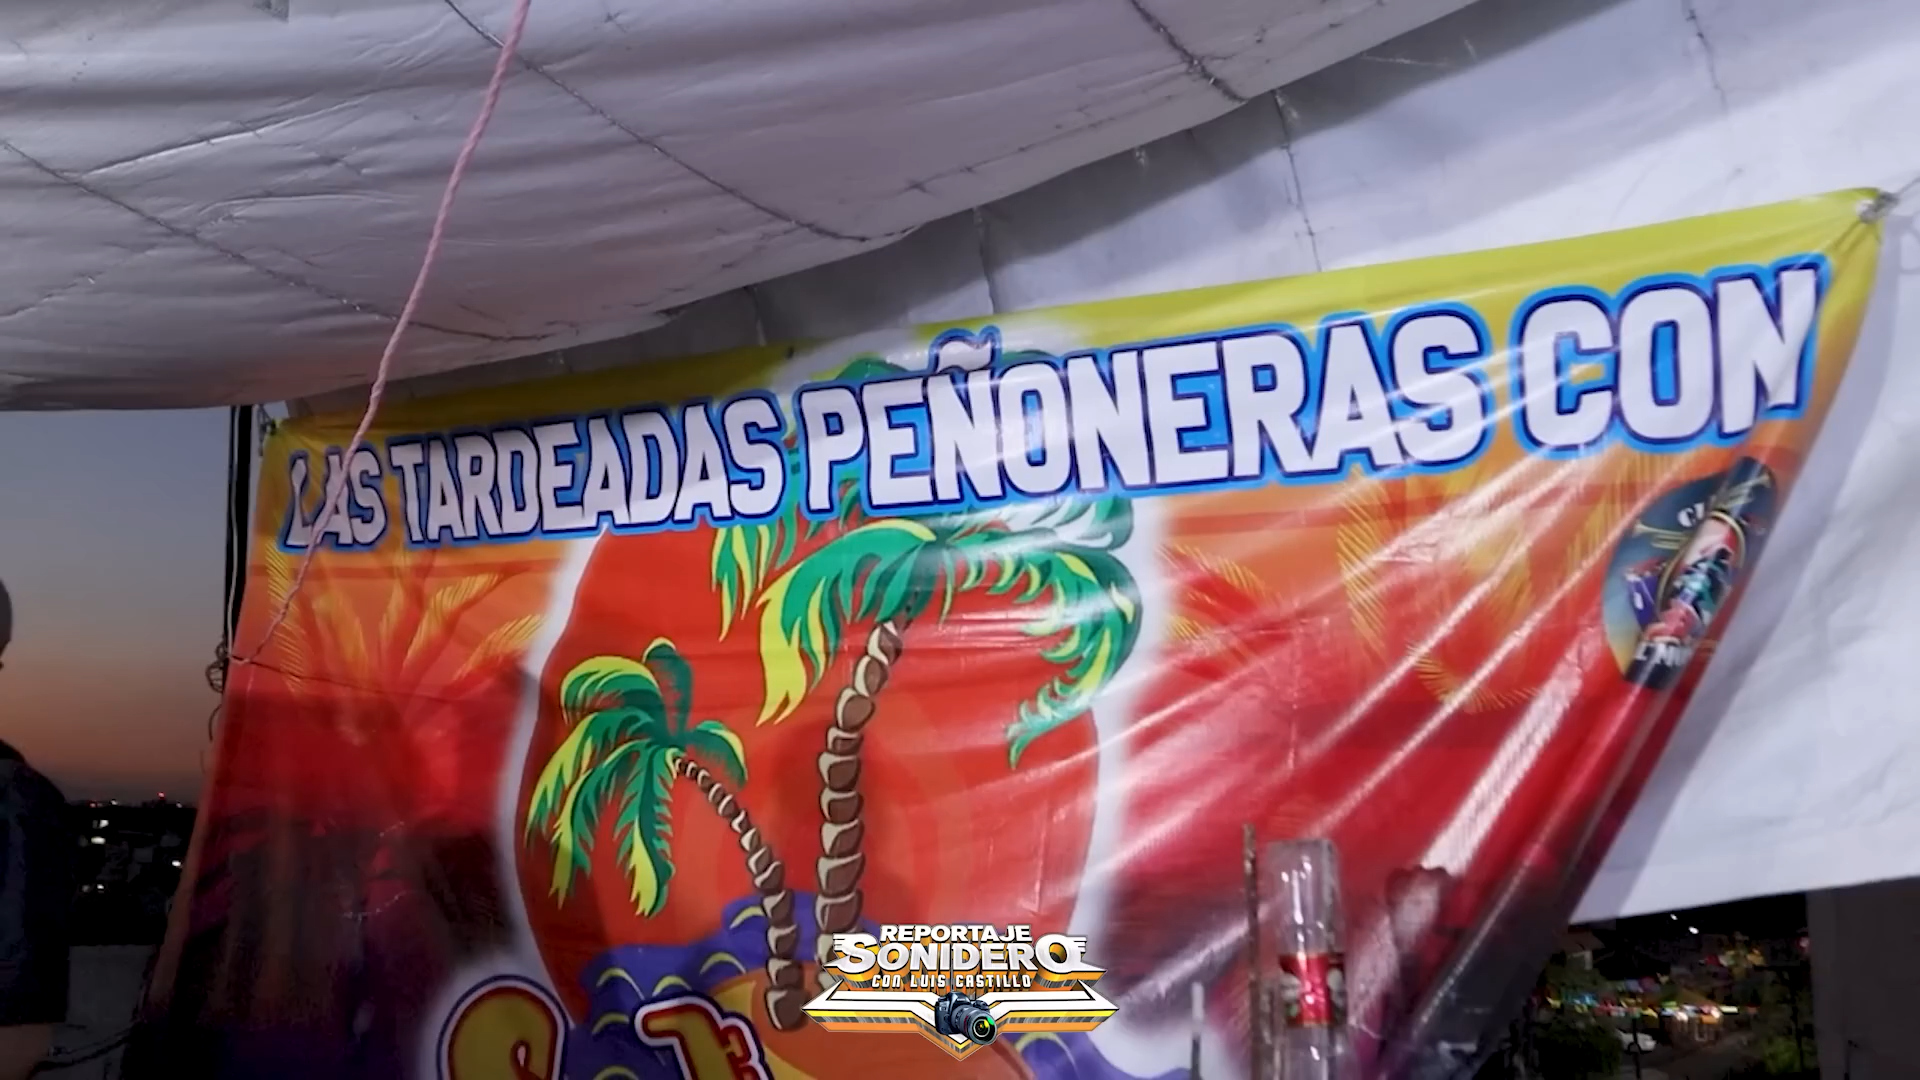 LAS TARDEADAS PEÑONERAS CON
REPORTAJE
SONIDERO
CON LUIS CASTILLO